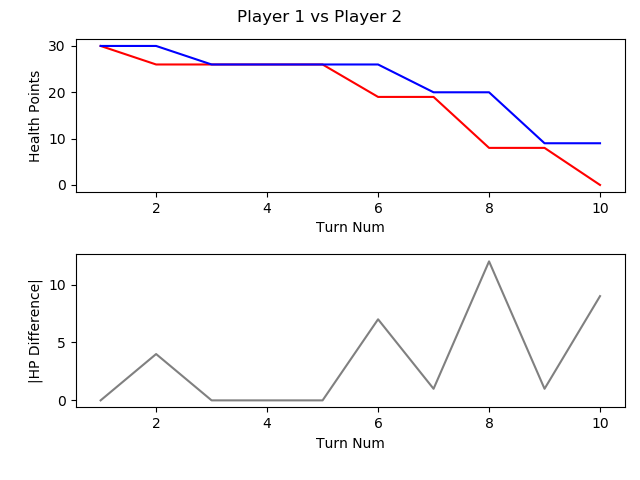 Player 1 vs Player 2
30
20
10
0
Health Points
2 4 6 8 10
Turn Num
10
5
0
|HP Difference|
2 4 6 8 10
Turn Num